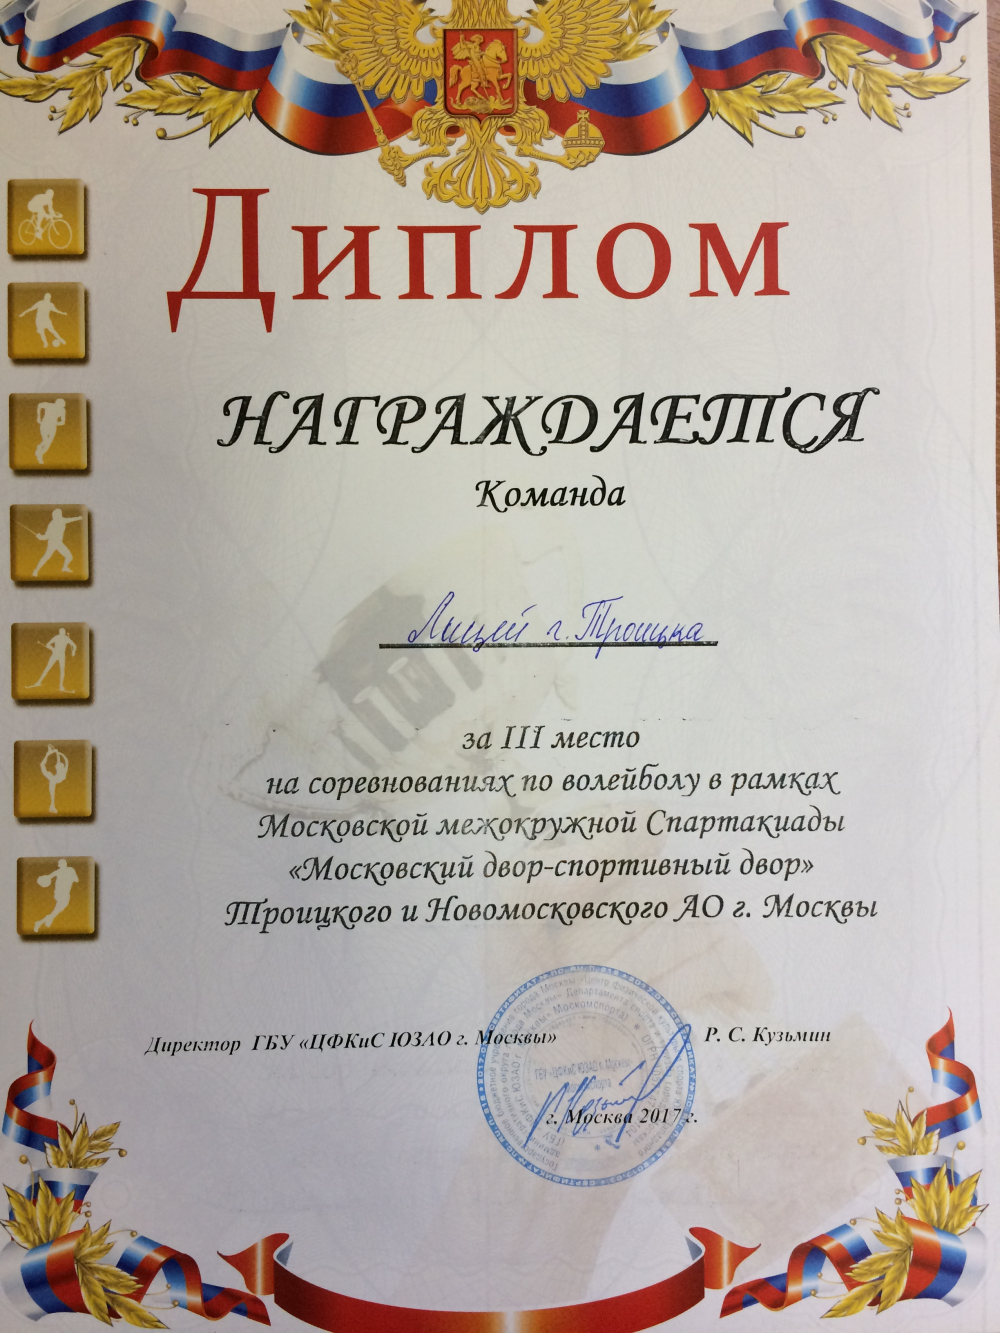 Диплом
НАГРАЖДАЕТСЯ
Команда
Лицей г. Троицка
за III место
на соревнованиях по волейболу в рамках
Московской межокружной Спартакиады
«Московский двор-спортивный двор»
Троицкого и Новомосковского АО г. Москвы
Директор ГБУ «ЦФКиС ЮЗАО г. Москвы»
Р. С. Кузьмин
г. Москва 2017 г.